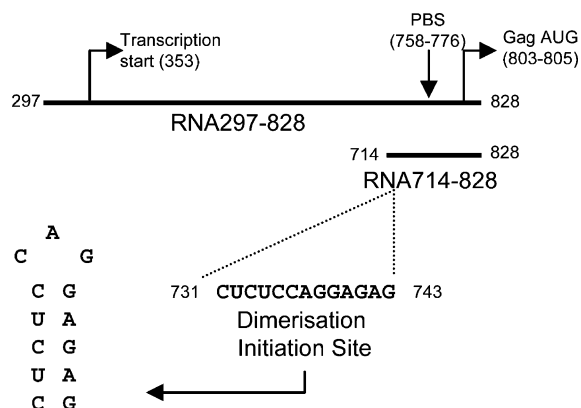 PBS
(758-776)
Transcription
start (353)
Gag AUG
(803-805)
297
828
RNA297-828
714
828
RNA714-828
731 CUCUCCAGGAGAG 743
Dimerisation
Initiation Site
A
C G
C G
U A
C G
U A
C G